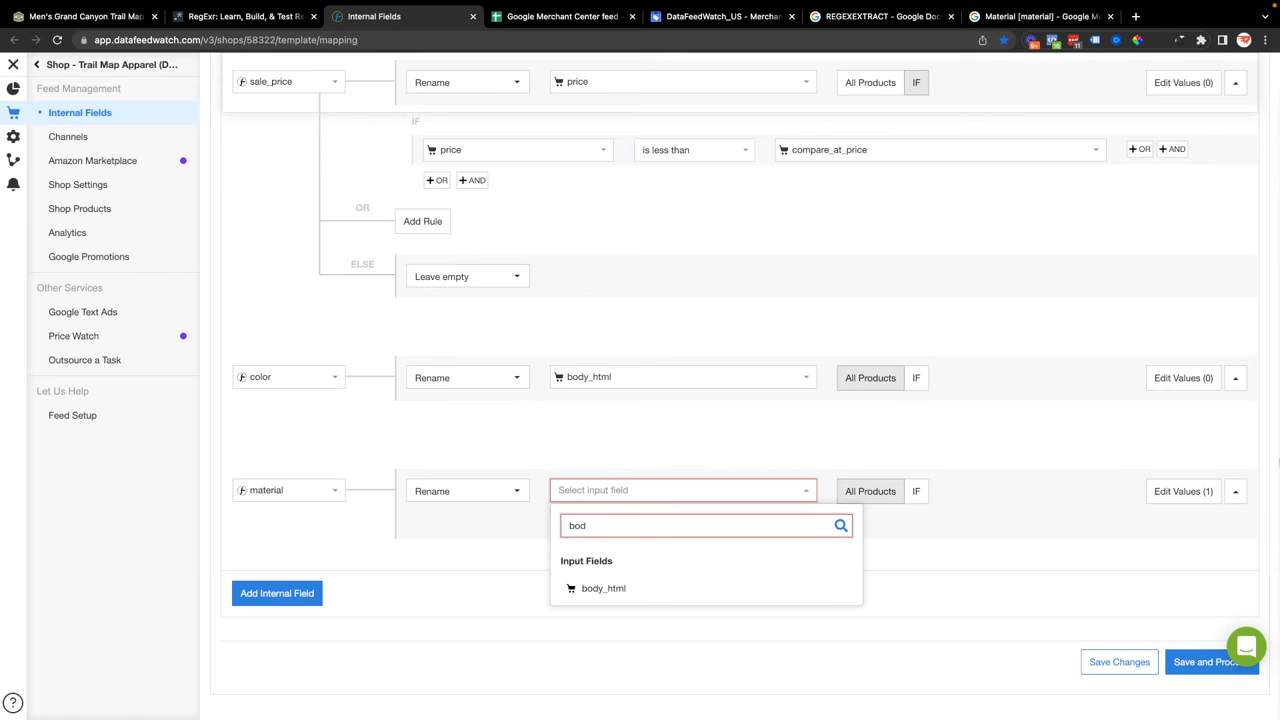 Men's Grand Canyon Trail Map
RegExr: Learn, Build, & Test Re
Internal Fields
Google Merchant Center feed
DataFeedWatch_US - Merchan
REGEXEXTRACT - Google Doc
Material [material] - Google M
app.datafeedwatch.com/v3/shops/58322/template/mapping
Shop - Trail Map Apparel (D...
Feed Management
Internal Fields
Channels
Amazon Marketplace
Shop Settings
Shop Products
Analytics
Google Promotions
Other Services
Google Text Ads
Price Watch
Outsource a Task
Let Us Help
Feed Setup
sale_price Rename price All Products IF Edit Values (0)
IF
price is less than compare_at_price + OR + AND
+ OR + AND
OR
Add Rule
ELSE
Leave empty
color Rename body_html All Products IF Edit Values (0)
material Rename Select input field All Products IF Edit Values (1)
bod
Input Fields
body_html
Add Internal Field
Save Changes Save and Proc
?